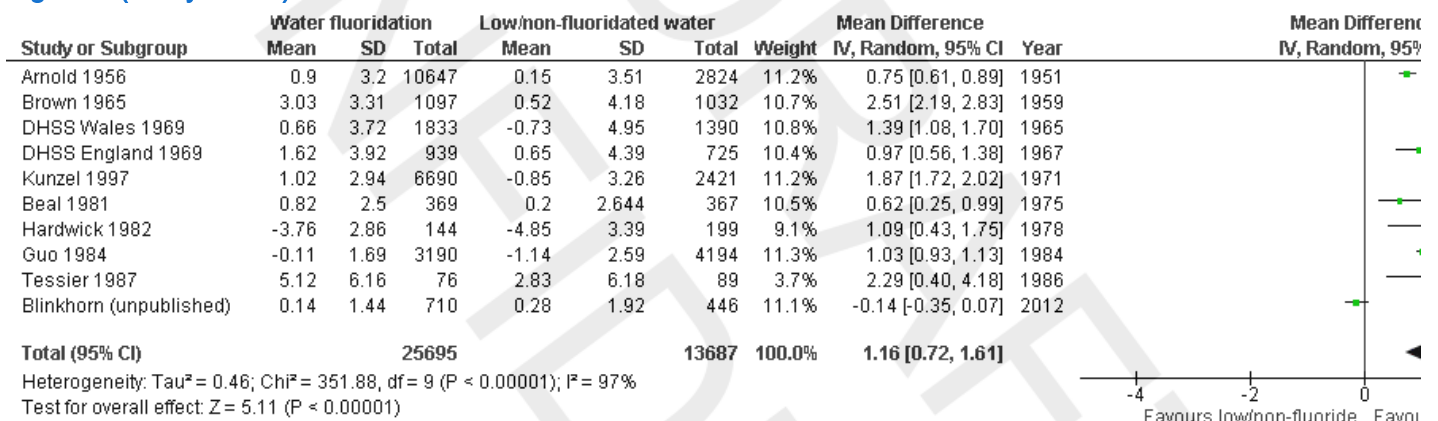 Water fluoridation Low/non-fluoridated water Mean Difference Mean Differenc
Study or Subgroup Mean SD Total Mean SD Total Weight IV, Random, 95% CI Year IV, Random, 95%
Arnold 1956 0.9 3.2 10647 0.15 3.51 2824 11.2% 0.75 [0.61, 0.89] 1951
Brown 1965 3.03 3.31 1097 0.52 4.18 1032 10.7% 2.51 [2.19, 2.83] 1959
DHSS Wales 1969 0.66 3.72 1833 -0.73 4.95 1390 10.8% 1.39 [1.08, 1.70] 1965
DHSS England 1969 1.62 3.92 939 0.65 4.39 725 10.4% 0.97 [0.56, 1.38] 1967
Kunzel 1997 1.02 2.94 6690 -0.85 3.26 2421 11.2% 1.87 [1.72, 2.02] 1971
Beal 1981 0.82 2.5 369 0.2 2.644 367 10.5% 0.62 [0.25, 0.99] 1975
Hardwick 1982 -3.76 2.86 144 -4.85 3.39 199 9.1% 1.09 [0.43, 1.75] 1978
Guo 1984 -0.11 1.69 3190 -1.14 2.59 4194 11.3% 1.03 [0.93, 1.13] 1984
Tessier 1987 5.12 6.16 76 2.83 6.18 89 3.7% 2.29 [0.40, 4.18] 1986
Blinkhorn (unpublished) 0.14 1.44 710 0.28 1.92 446 11.1% -0.14 [-0.35, 0.07] 2012
Total (95% CI) 25695 13687 100.0% 1.16 [0.72, 1.61]
Heterogeneity: Tau² = 0.46; Chi² = 351.88, df = 9 (P < 0.00001); I² = 97%
Test for overall effect: Z = 5.11 (P < 0.00001)
-4 -2 0
Favours low/non-fluoride Favou